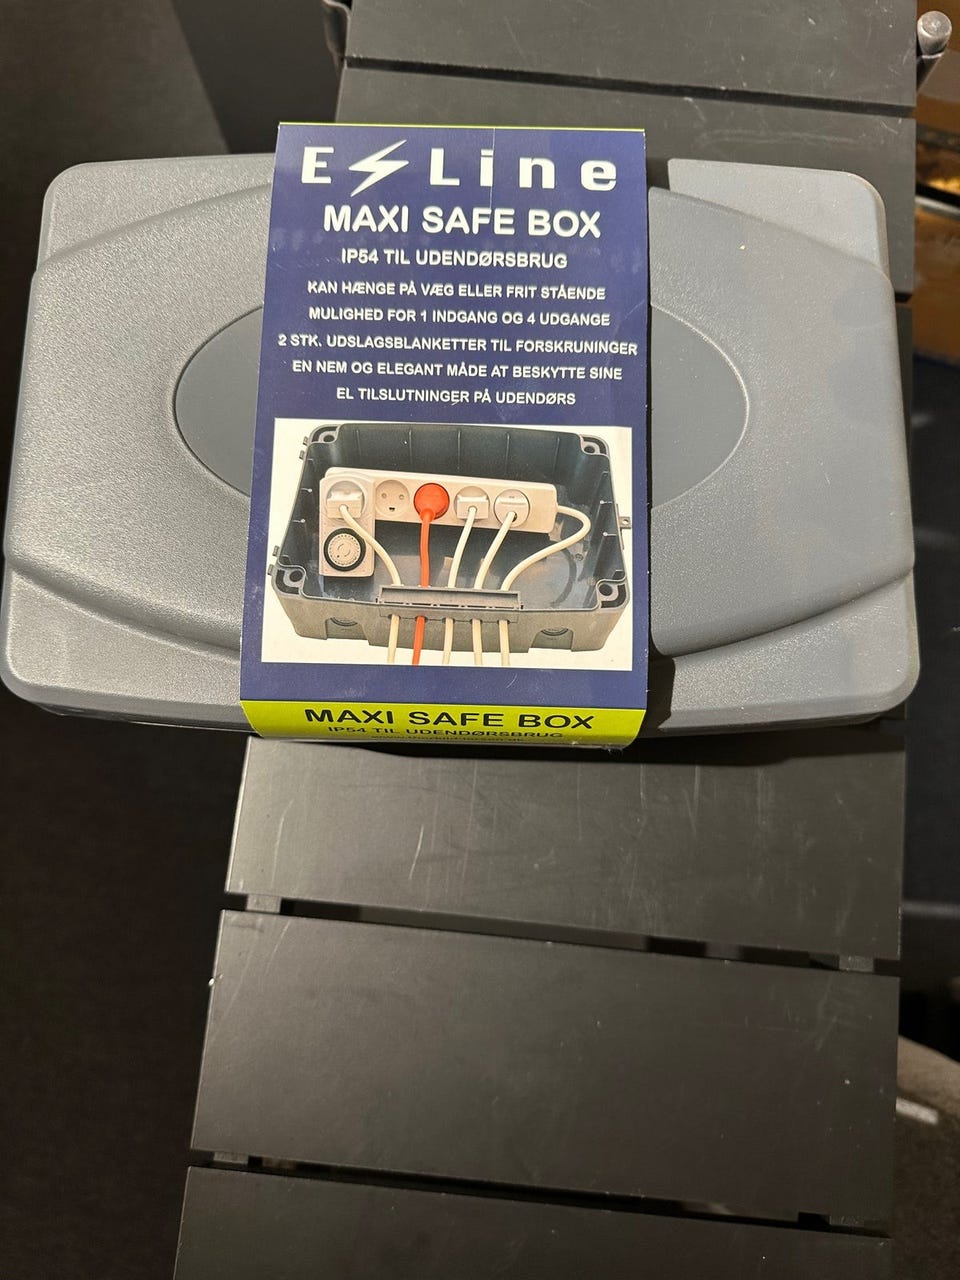 E Line
MAXI SAFE BOX
IP54 TIL UDENDØRSBRUG
KAN HÆNGE PÅ VÆG ELLER FRIT STÅENDE
MULIGHED FOR 1 INDGANG OG 4 UDGANGE
2 STK. UDSLAGSBLANKETTER TIL FORSKRUNINGER
EN NEM OG ELEGANT MÅDE AT BESKYTTE SINE
EL TILSLUTNINGER PÅ UDENDØRS
MAXI SAFE BOX
IP54 TIL UDENDØRSBRUG